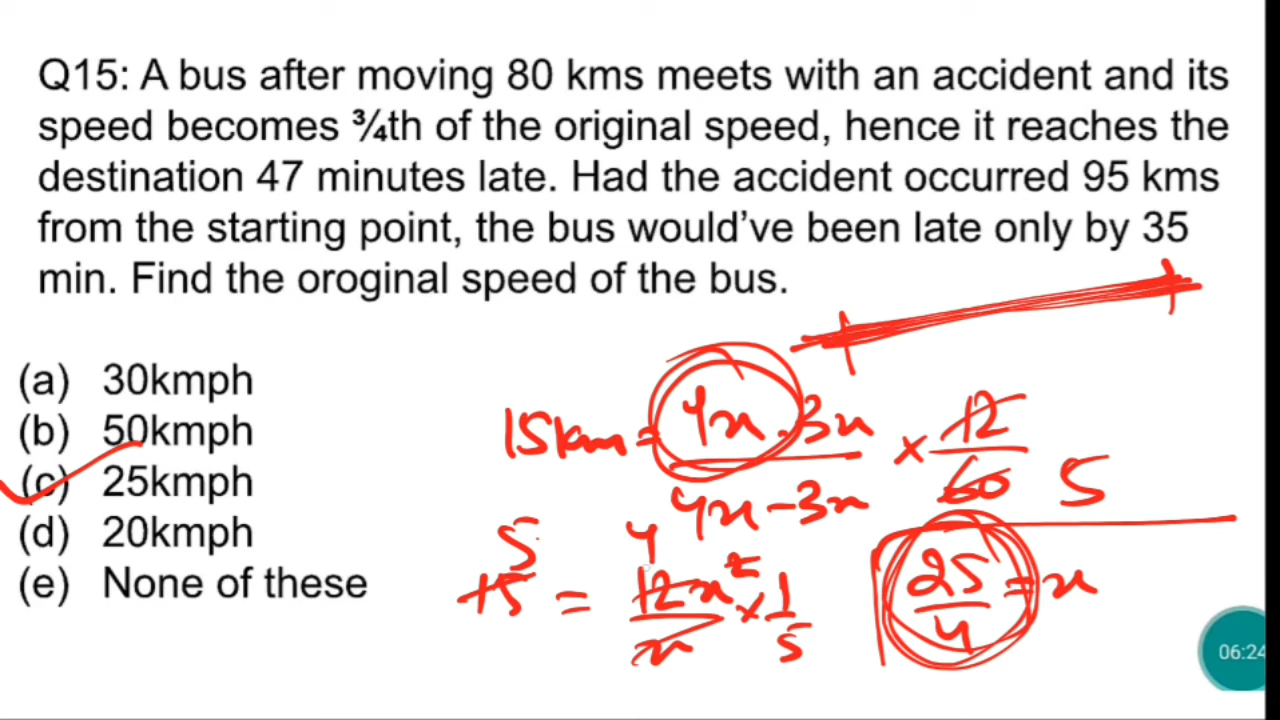 Q15: A bus after moving 80 kms meets with an accident and its
speed becomes ¾th of the original speed, hence it reaches the
destination 47 minutes late. Had the accident occurred 95 kms
from the starting point, the bus would’ve been late only by 35
min. Find the oroginal speed of the bus.
(a) 30kmph
(b) 50kmph
(c) 25kmph
(d) 20kmph
(e) None of these
15km = 4x . 3x / 4x - 3x × 12 / 60 5
5 4
15 = 12x² / x × 1 / 5
25 / 4 = x
06:24